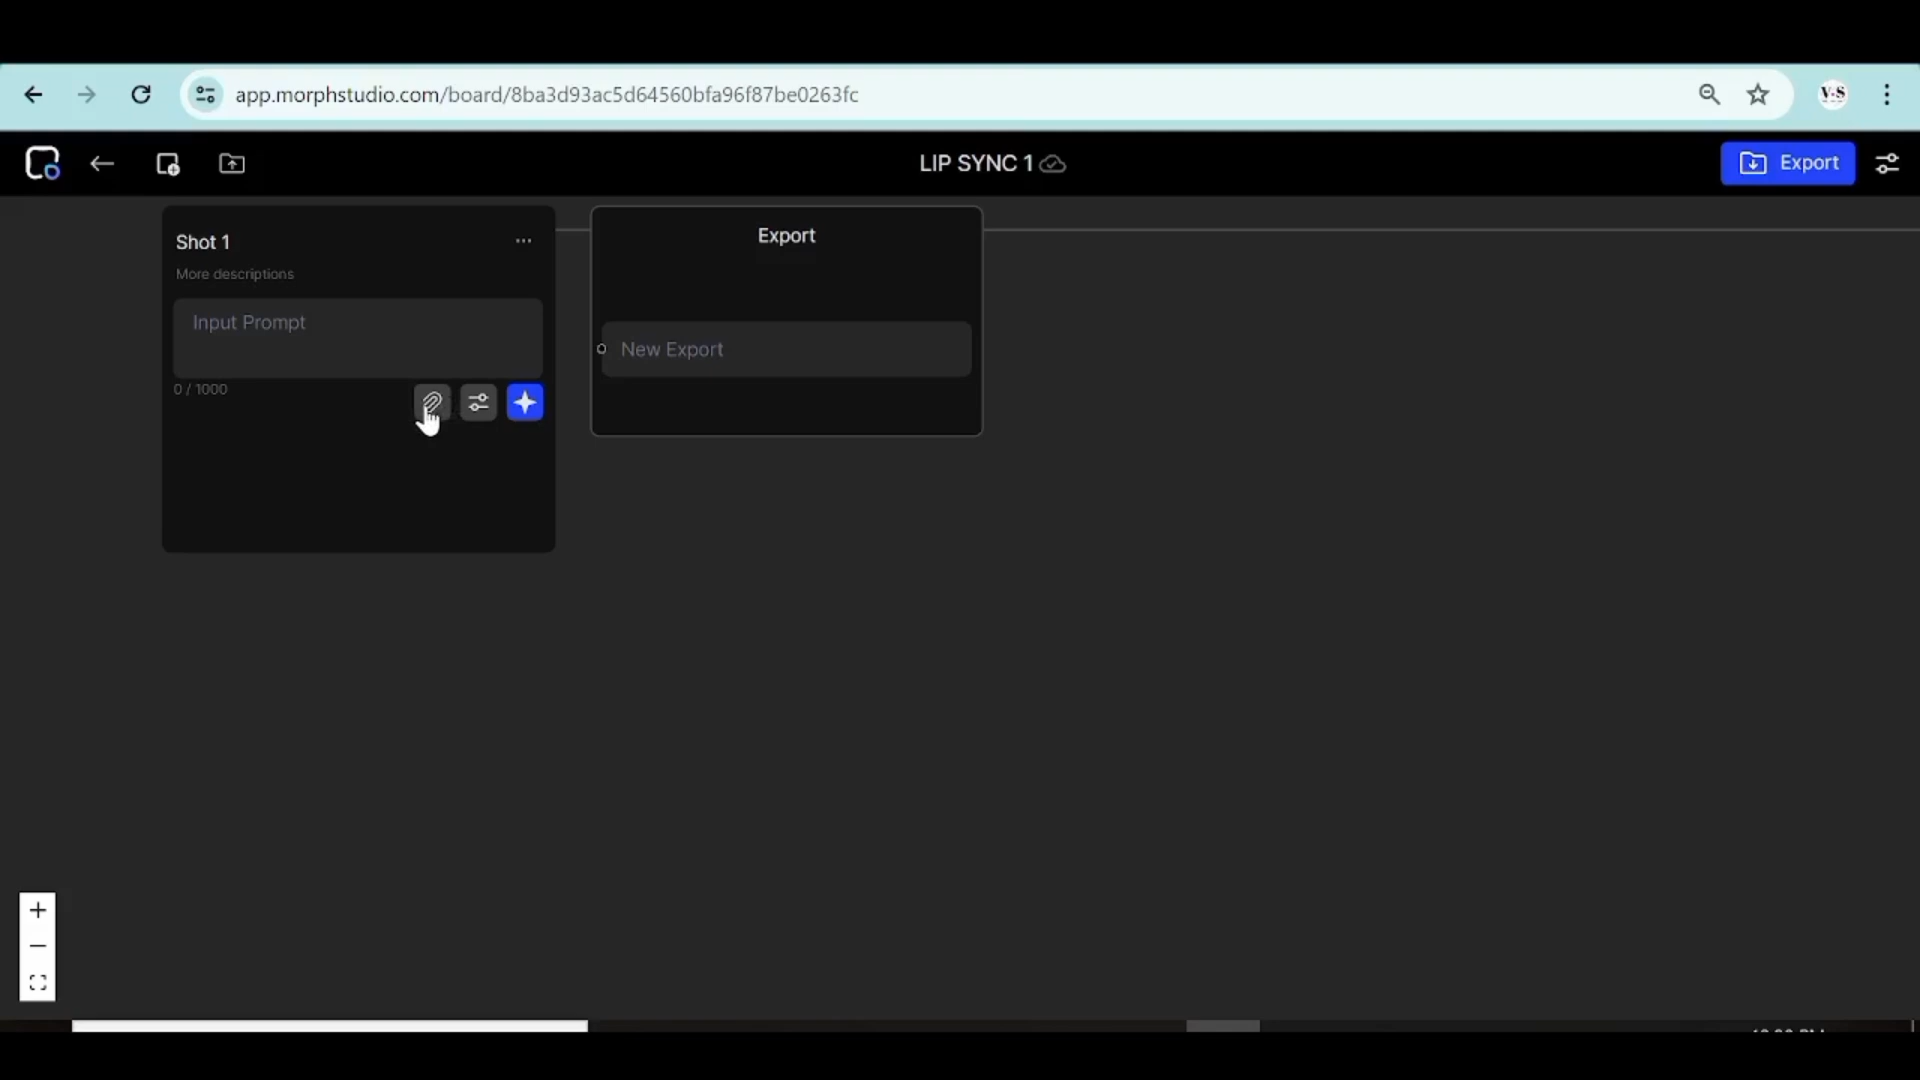 app.morphstudio.com/board/8ba3d93ac5d64560bfa96f87be0263fc
V·S
LIP SYNC 1
Export
Shot 1
More descriptions
Input Prompt
0 / 1000
Export
New Export